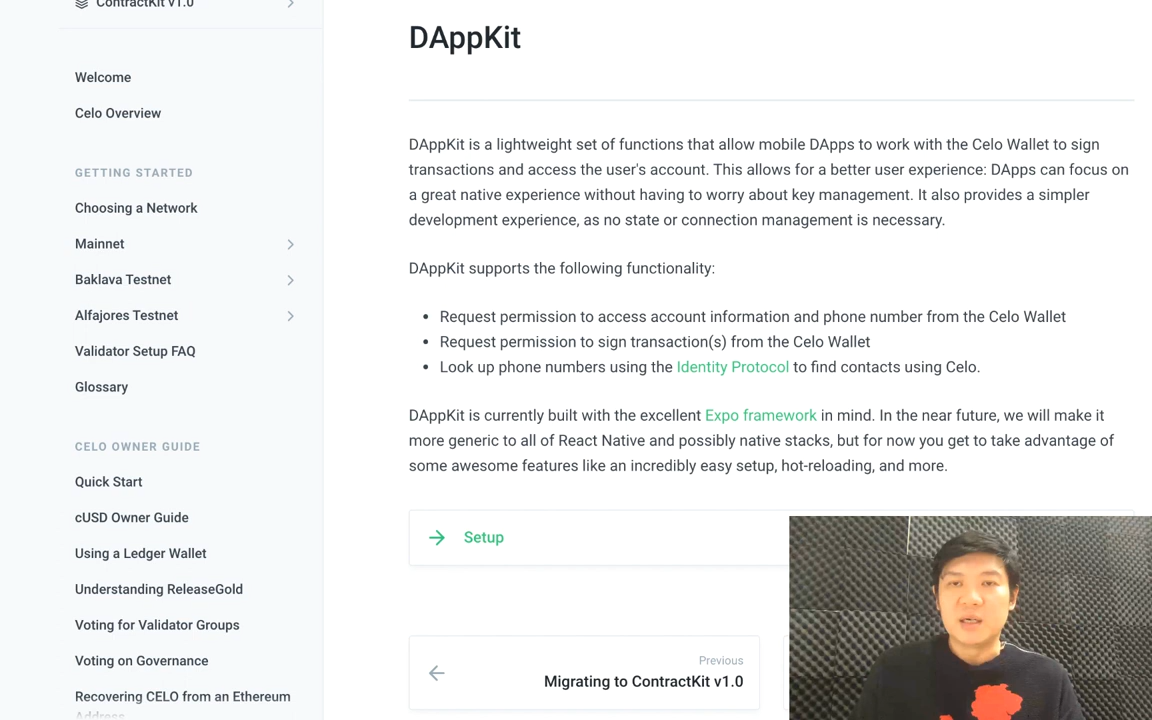 ContractKit v1.0
Welcome
Celo Overview
GETTING STARTED
Choosing a Network
Mainnet
Baklava Testnet
Alfajores Testnet
Validator Setup FAQ
Glossary
CELO OWNER GUIDE
Quick Start
cUSD Owner Guide
Using a Ledger Wallet
Understanding ReleaseGold
Voting for Validator Groups
Voting on Governance
Recovering CELO from an Ethereum
Address
DAppKit
DAppKit is a lightweight set of functions that allow mobile DApps to work with the Celo Wallet to sign
transactions and access the user's account. This allows for a better user experience: DApps can focus on
a great native experience without having to worry about key management. It also provides a simpler
development experience, as no state or connection management is necessary.
DAppKit supports the following functionality:
• Request permission to access account information and phone number from the Celo Wallet
• Request permission to sign transaction(s) from the Celo Wallet
• Look up phone numbers using the Identity Protocol to find contacts using Celo.
DAppKit is currently built with the excellent Expo framework in mind. In the near future, we will make it
more generic to all of React Native and possibly native stacks, but for now you get to take advantage of
some awesome features like an incredibly easy setup, hot-reloading, and more.
Setup
Previous
Migrating to ContractKit v1.0